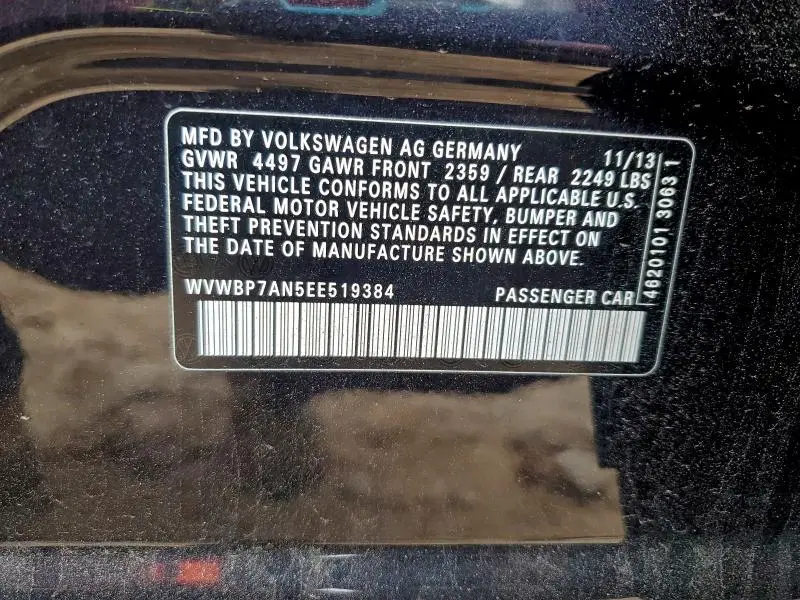 MFD BY VOLKSWAGEN AG GERMANY 11/13
GVWR 4497 GAWR FRONT 2359 / REAR 2249 LBS
THIS VEHICLE CONFORMS TO ALL APPLICABLE U.S.
FEDERAL MOTOR VEHICLE SAFETY, BUMPER AND
THEFT PREVENTION STANDARDS IN EFFECT ON
THE DATE OF MANUFACTURE SHOWN ABOVE.
WVWBP7AN5EE519384 PASSENGER CAR
4620101 3063 1